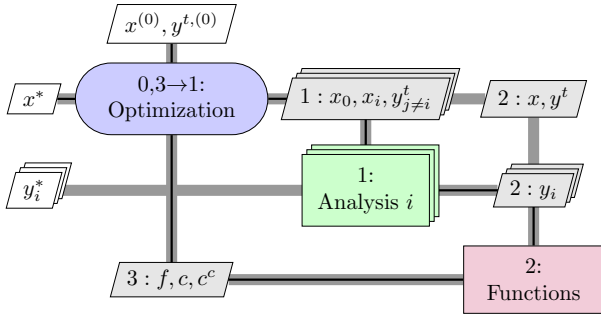 x^{(0)}, y^{t,(0)}
x^*
0,3→1:
Optimization
1 : x_0, x_i, y^t_{j≠i}
2 : x, y^t
y_i^*
1:
Analysis i
2 : y_i
3 : f, c, c^c
2:
Functions